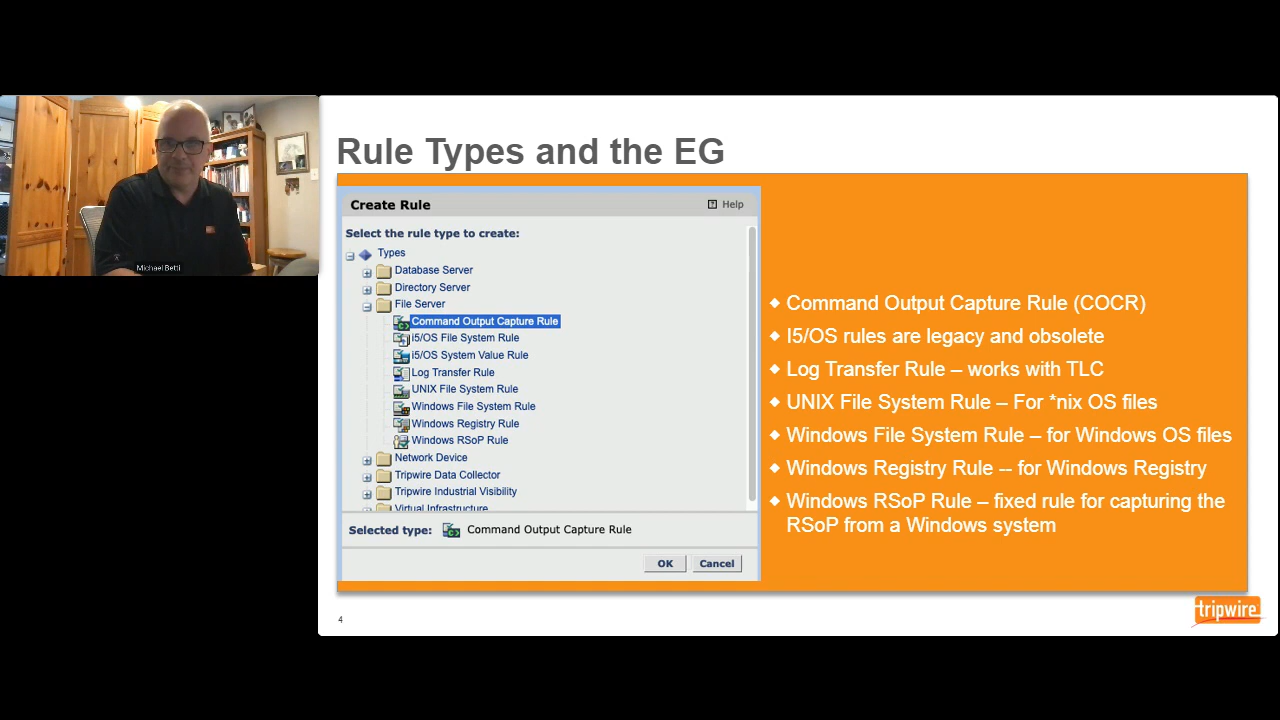 Michael Betti
Rule Types and the EG
Create Rule
Help
Select the rule type to create:
Types
Database Server
Directory Server
File Server
Command Output Capture Rule
i5/OS File System Rule
i5/OS System Value Rule
Log Transfer Rule
UNIX File System Rule
Windows File System Rule
Windows Registry Rule
Windows RSoP Rule
Network Device
Tripwire Data Collector
Tripwire Industrial Visibility
Virtual Infrastructure
Selected type: Command Output Capture Rule
OK Cancel
Command Output Capture Rule (COCR)
I5/OS rules are legacy and obsolete
Log Transfer Rule – works with TLC
UNIX File System Rule – For *nix OS files
Windows File System Rule – for Windows OS files
Windows Registry Rule -- for Windows Registry
Windows RSoP Rule – fixed rule for capturing the
RSoP from a Windows system
4
tripwire